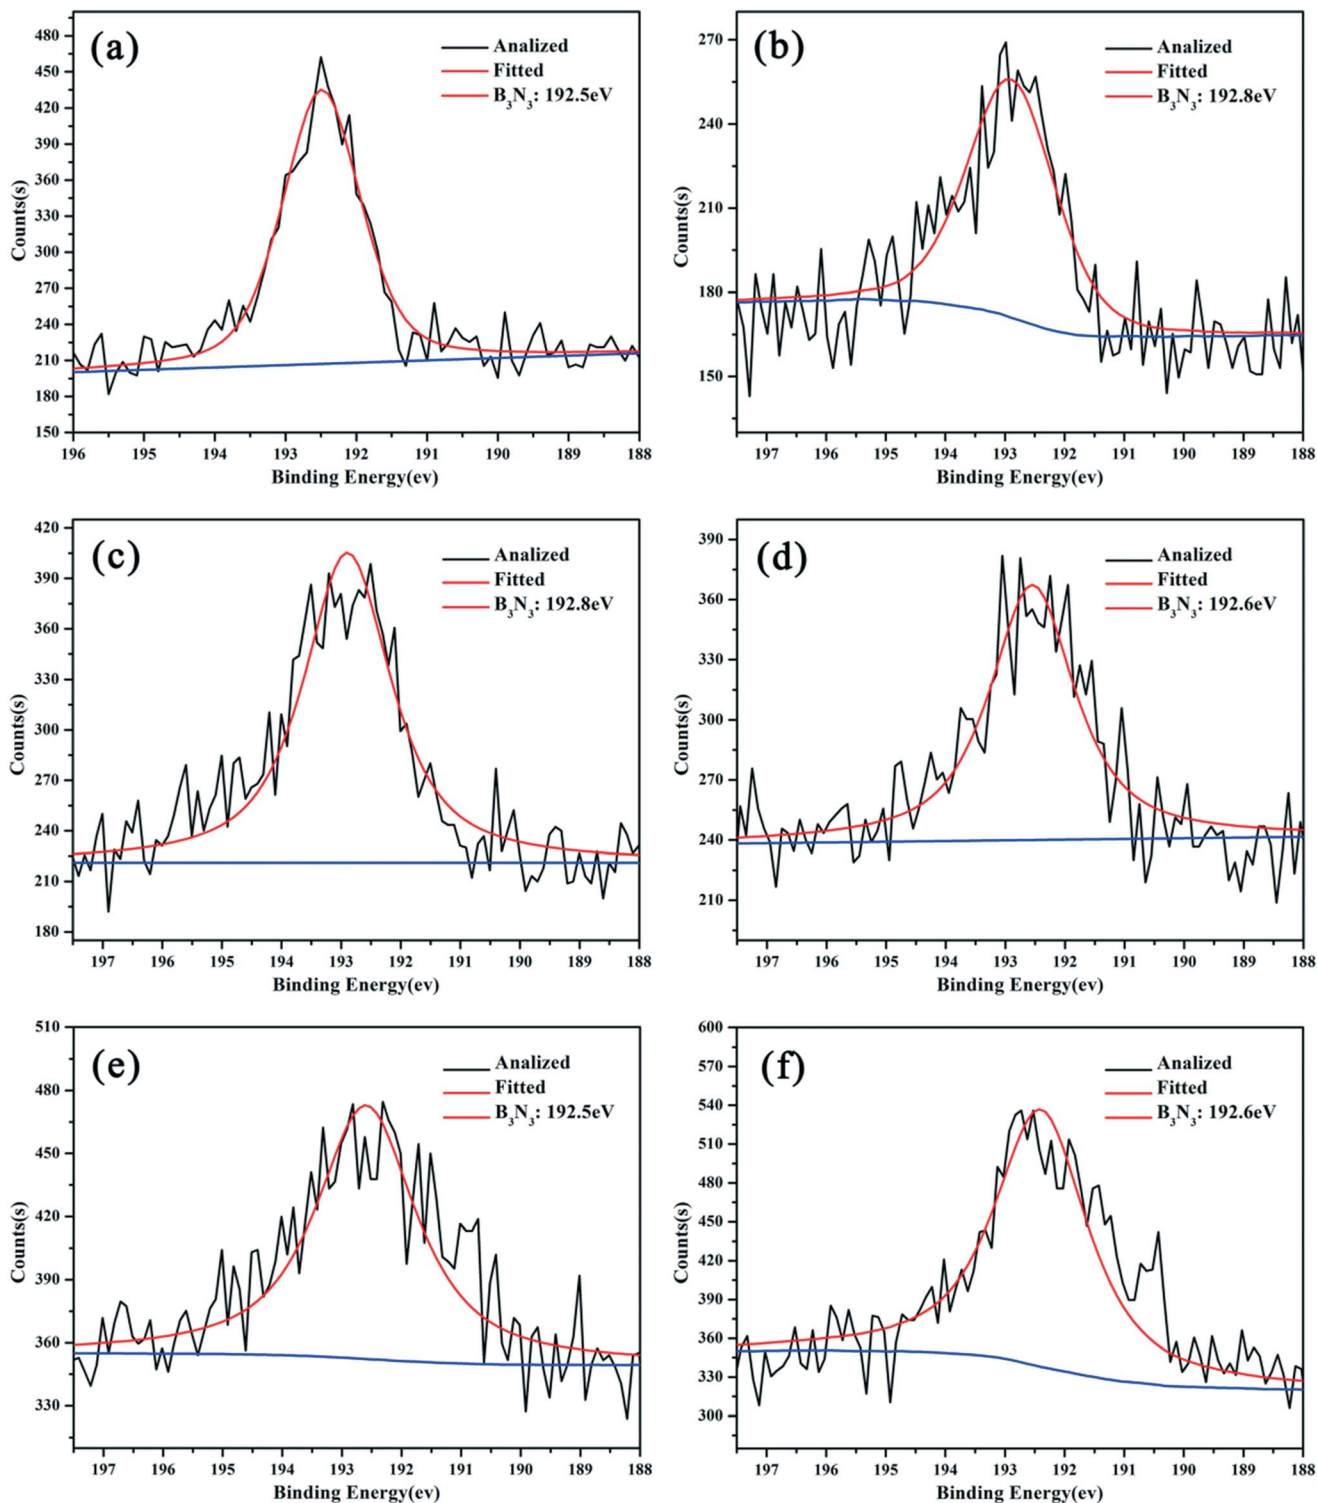 (a)
Analized
Fitted
B₃N₃: 192.5eV
480
450
420
390
360
330
300
270
240
210
180
150
Counts(s)
196 195 194 193 192 191 190 189 188
Binding Energy(ev)
(b)
Analized
Fitted
B₃N₃: 192.8eV
270
240
210
180
150
Counts(s)
197 196 195 194 193 192 191 190 189 188
Binding Energy(ev)
(c)
Analized
Fitted
B₃N₃: 192.8eV
420
390
360
330
300
270
240
210
180
Counts(s)
197 196 195 194 193 192 191 190 189 188
Binding Energy(ev)
(d)
Analized
Fitted
B₃N₃: 192.6eV
390
360
330
300
270
240
210
Counts(s)
197 196 195 194 193 192 191 190 189 188
Binding Energy(ev)
(e)
Analized
Fitted
B₃N₃: 192.5eV
510
480
450
420
390
360
330
Counts(s)
197 196 195 194 193 192 191 190 189 188
Binding Energy(ev)
(f)
Analized
Fitted
B₃N₃: 192.6eV
600
570
540
510
480
450
420
390
360
330
300
Counts(s)
197 196 195 194 193 192 191 190 189 188
Binding Energy(ev)